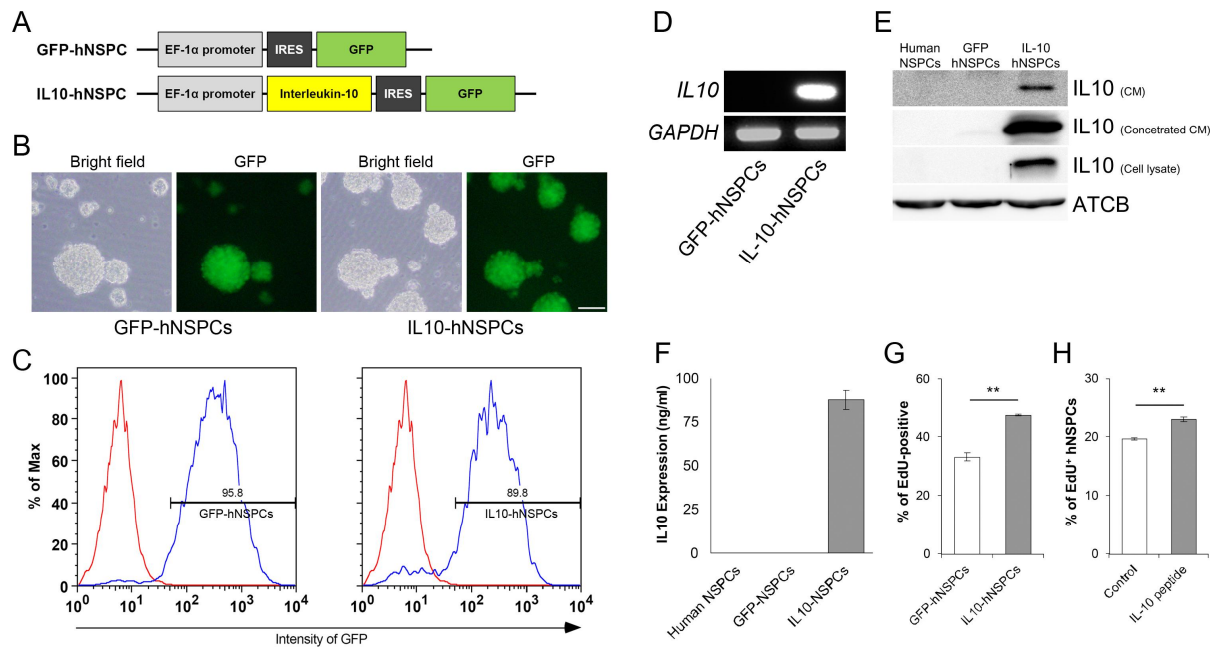 A
GFP-hNSPC
EF-1α promoter
IRES
GFP
IL10-hNSPC
EF-1α promoter
Interleukin-10
IRES
GFP
B
Bright field
GFP
Bright field
GFP
GFP-hNSPCs
IL10-hNSPCs
C
% of Max
100
80
60
40
20
0
95.8
GFP-hNSPCs
10⁰ 10¹ 10² 10³ 10⁴
89.8
IL10-hNSPCs
10⁰ 10¹ 10² 10³ 10⁴
Intensity of GFP
D
IL10
GAPDH
GFP-hNSPCs
IL-10-hNSPCs
E
Human NSPCs
GFP hNSPCs
IL-10 hNSPCs
IL10 (CM)
IL10 (Concetrated CM)
IL10 (Cell lysate)
ATCB
F
IL10 Expression (ng/ml)
100
75
50
25
0
Human NSPCs
GFP-NSPCs
IL10-NSPCs
G
% of EdU-positive
60
40
20
0
**
GFP-hNSPCs
IL10-hNSPCs
H
% of EdU⁺ hNSPCs
30
20
10
0
**
Control
IL-10 peptide